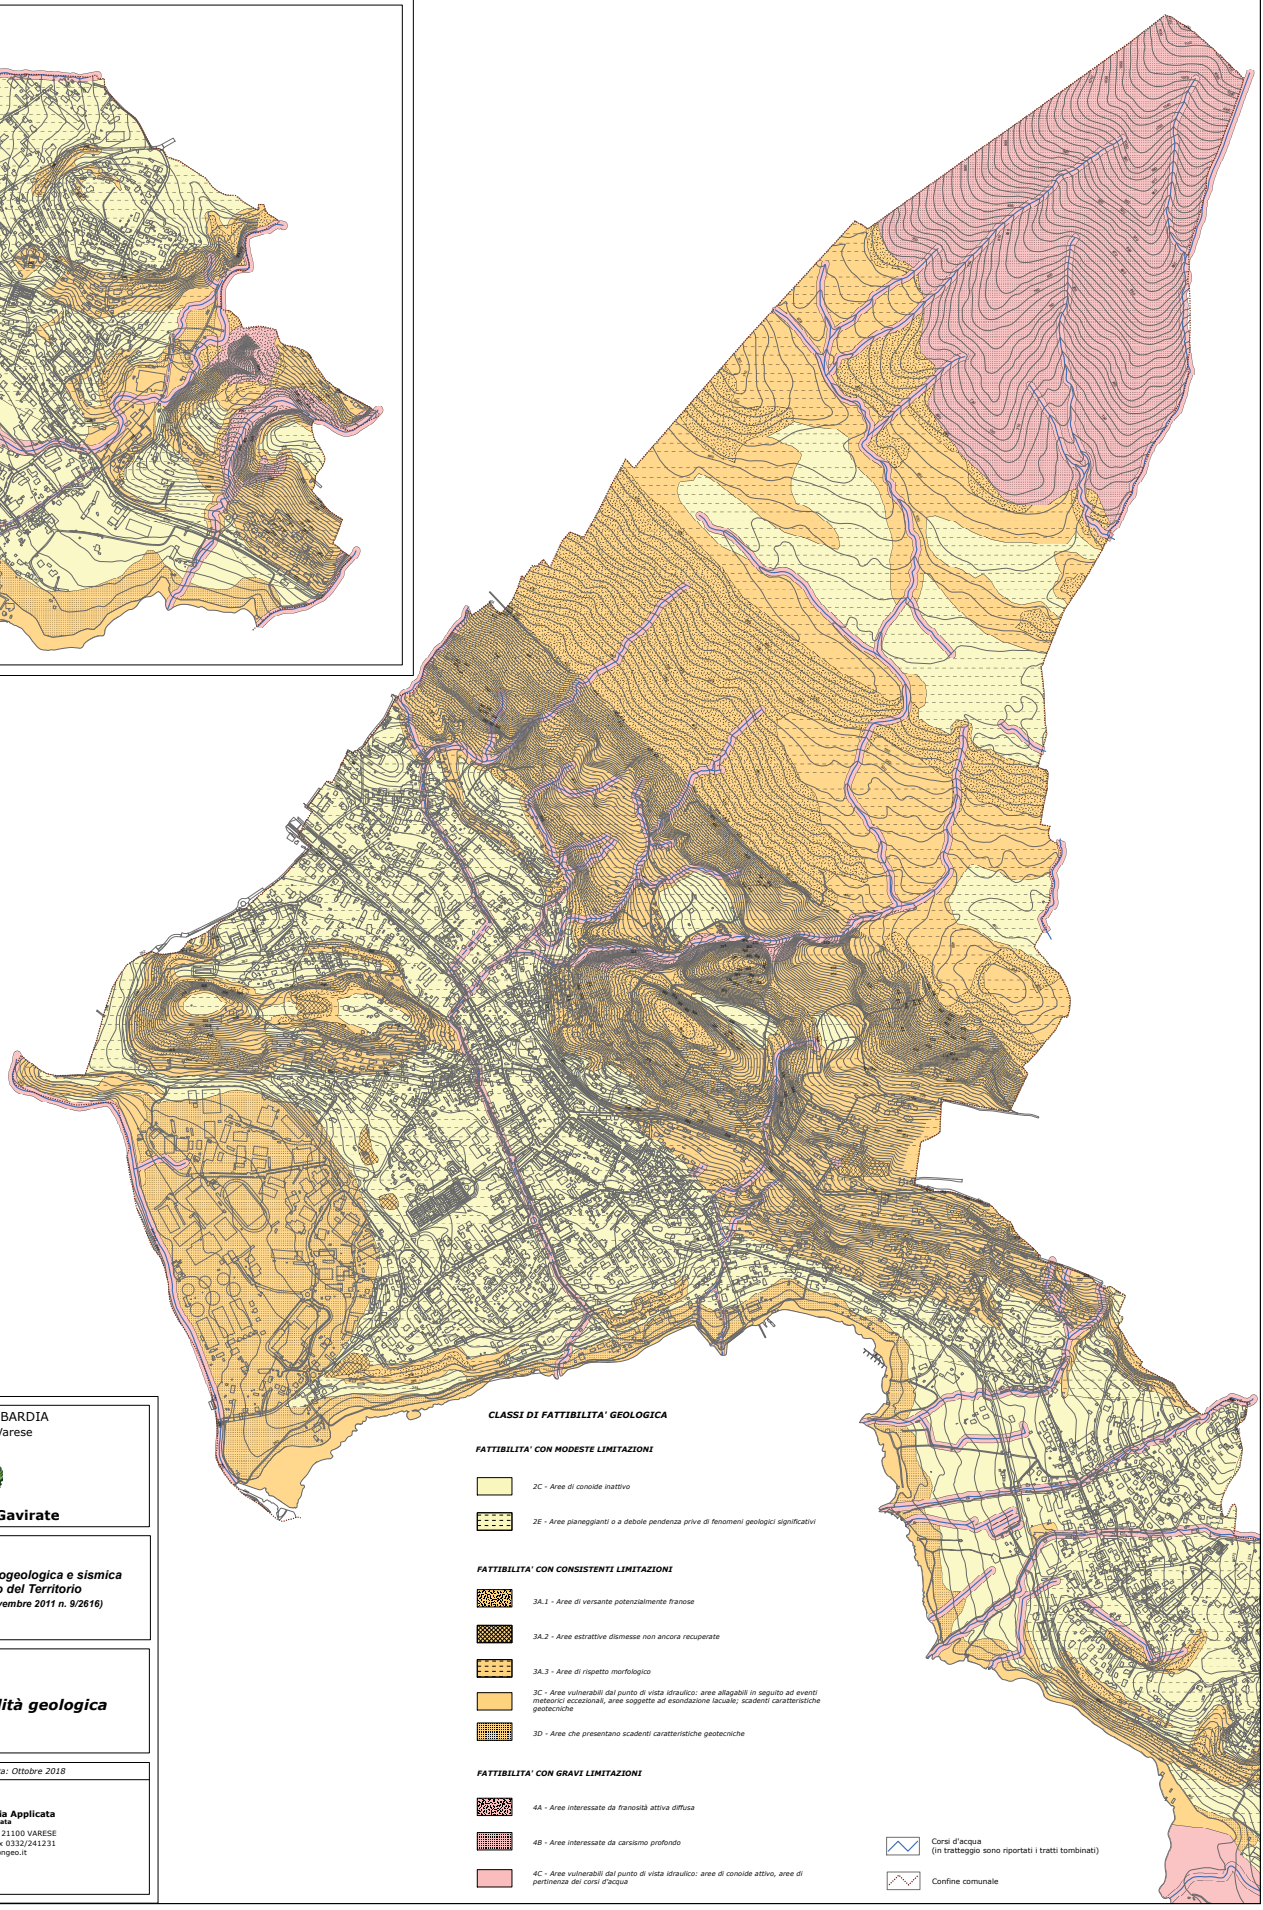 BARDIA
Varese
Gavirate
ogeologica e sismica
o del Territorio
vembre 2011 n. 9/2616)
lità geologica
ta: Ottobre 2018
ia Applicata
ata
21100 VARESE
x 0332/241231
ongeo.it
CLASSI DI FATTIBILITA' GEOLOGICA
FATTIBILITA' CON MODESTE LIMITAZIONI
2C - Aree di conoide inattivo
2E - Aree pianeggianti o a debole pendenza prive di fenomeni geologici significativi
FATTIBILITA' CON CONSISTENTI LIMITAZIONI
3A.1 - Aree di versante potenzialmente franose
3A.2 - Aree estrattive dismesse non ancora recuperate
3A.3 - Aree di rispetto morfologico
3C - Aree vulnerabili dal punto di vista idraulico: aree allagabili in seguito ad eventi
meteorici eccezionali, aree soggette ad esondazione lacuale; scadenti caratteristiche
geotecniche
3D - Aree che presentano scadenti caratteristiche geotecniche
FATTIBILITA' CON GRAVI LIMITAZIONI
4A - Aree interessate da franosità attiva diffusa
4B - Aree interessate da carsismo profondo
4C - Aree vulnerabili dal punto di vista idraulico: aree di conoide attivo, aree di
pertinenza dei corsi d'acqua
Corsi d'acqua
(in tratteggio sono riportati i tratti tombinati)
Confine comunale